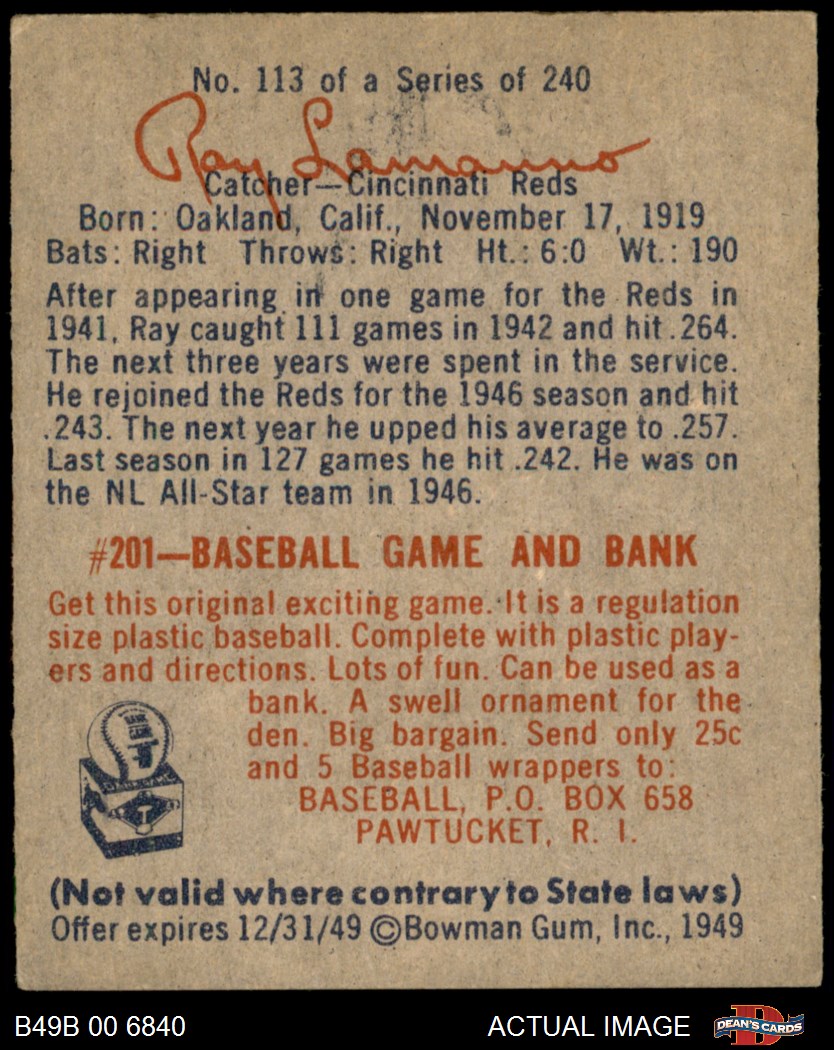 No. 113 of a Series of 240
Ray Lamanno
Catcher—Cincinnati Reds
Born: Oakland, Calif., November 17, 1919
Bats: Right Throws: Right Ht.: 6:0 Wt.: 190
After appearing in one game for the Reds in
1941, Ray caught 111 games in 1942 and hit .264.
The next three years were spent in the service.
He rejoined the Reds for the 1946 season and hit
.243. The next year he upped his average to .257.
Last season in 127 games he hit .242. He was on
the NL All-Star team in 1946.
#201—BASEBALL GAME AND BANK
Get this original exciting game. It is a regulation
size plastic baseball. Complete with plastic play-
ers and directions. Lots of fun. Can be used as a
bank. A swell ornament for the
den. Big bargain. Send only 25c
and 5 Baseball wrappers to:
BASEBALL, P.O. BOX 658
PAWTUCKET, R. I.
(Not valid where contrary to State laws)
Offer expires 12/31/49 ©Bowman Gum, Inc., 1949
B49B 00 6840 ACTUAL IMAGE DEAN'S CARDS